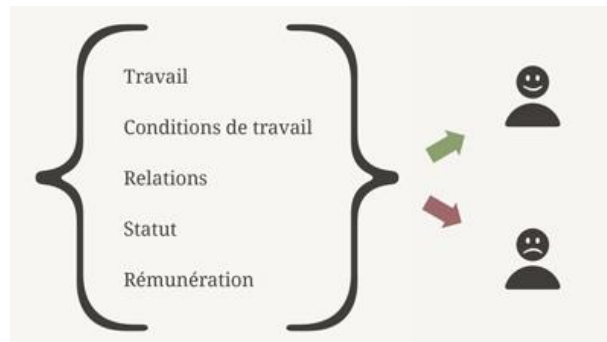 Travail
Conditions de travail
Relations
Statut
Rémunération